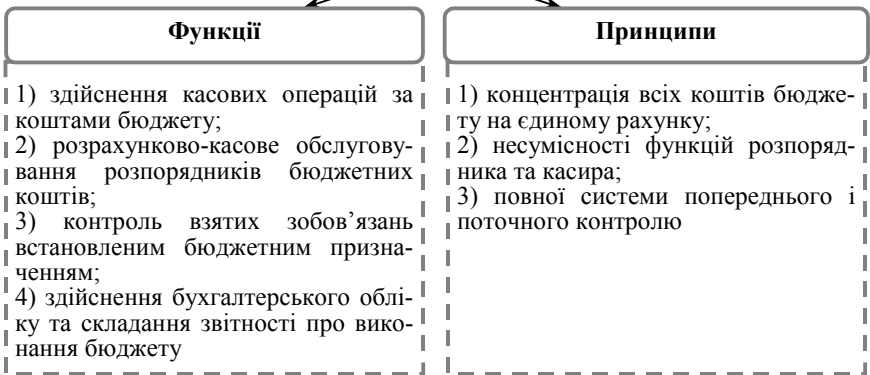 Функції
1) здійснення касових операцій за
коштами бюджету;
2) розрахунково-касове обслугову-
вання розпорядників бюджетних
коштів;
3) контроль взятих зобов’язань
встановленим бюджетним призна-
ченням;
4) здійснення бухгалтерського облі-
ку та складання звітності про вико-
нання бюджету
Принципи
1) концентрація всіх коштів бюдже-
ту на єдиному рахунку;
2) несумісності функцій розпоряд-
ника та касира;
3) повної системи попереднього і
поточного контролю